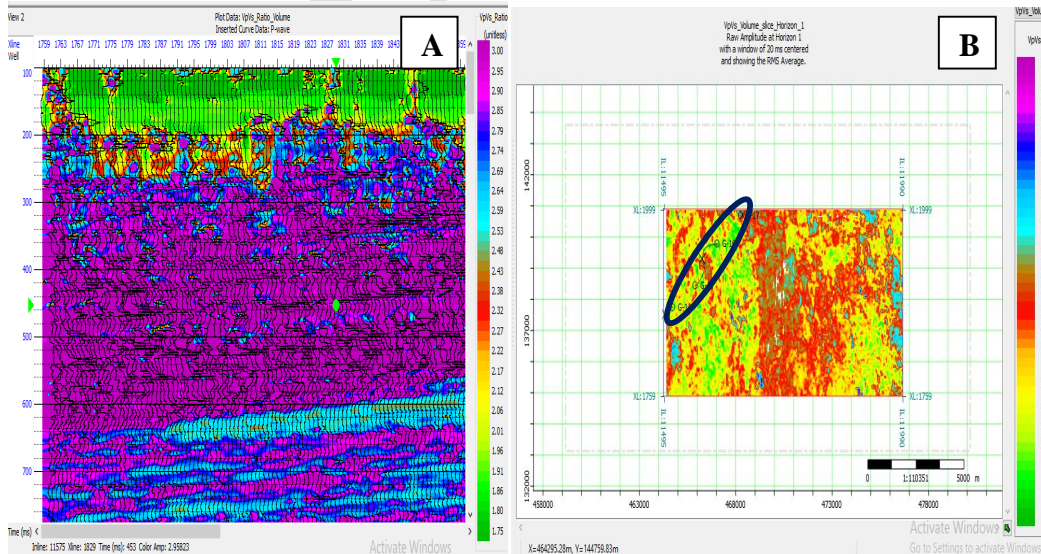 View 2
Plot Data: VpVs_Ratio_Volume
Inserted Curve Data: P-wave
VpVs_Ratio
(unitless)
A
Xline 1759 1763 1767 1771 1775 1779 1783 1787 1791 1795 1799 1803 1807 1811 1815 1819 1823 1827 1831 1835 1839 1843
Well
100
200
300
400
500
600
700
3.00
2.95
2.90
2.85
2.79
2.74
2.69
2.64
2.59
2.53
2.48
2.43
2.38
2.32
2.27
2.22
2.17
2.12
2.06
2.01
1.96
1.91
1.86
1.80
1.75
Time (ms)
Inline: 11575 Xline: 1829 Time (ms): 453 Color Amp: 2.95823
Activate Windows
VpVs_Volume_slice_Horizon_1
Raw Amplitude at Horizon 1
with a window of 20 ms centered
and showing the RMS Average.
B
VpVs_Volu
VpVs
142000
137000
132000
IL:11495
IL:11990
XL:1999
XL:1999
XL:1759
XL:1759
IL:11495
IL:11990
0 1:110351 5000 m
458000 463000 468000 473000 478000
X=464295.28m, Y=144759.83m
Activate Windows
Go to Settings to activate Windows